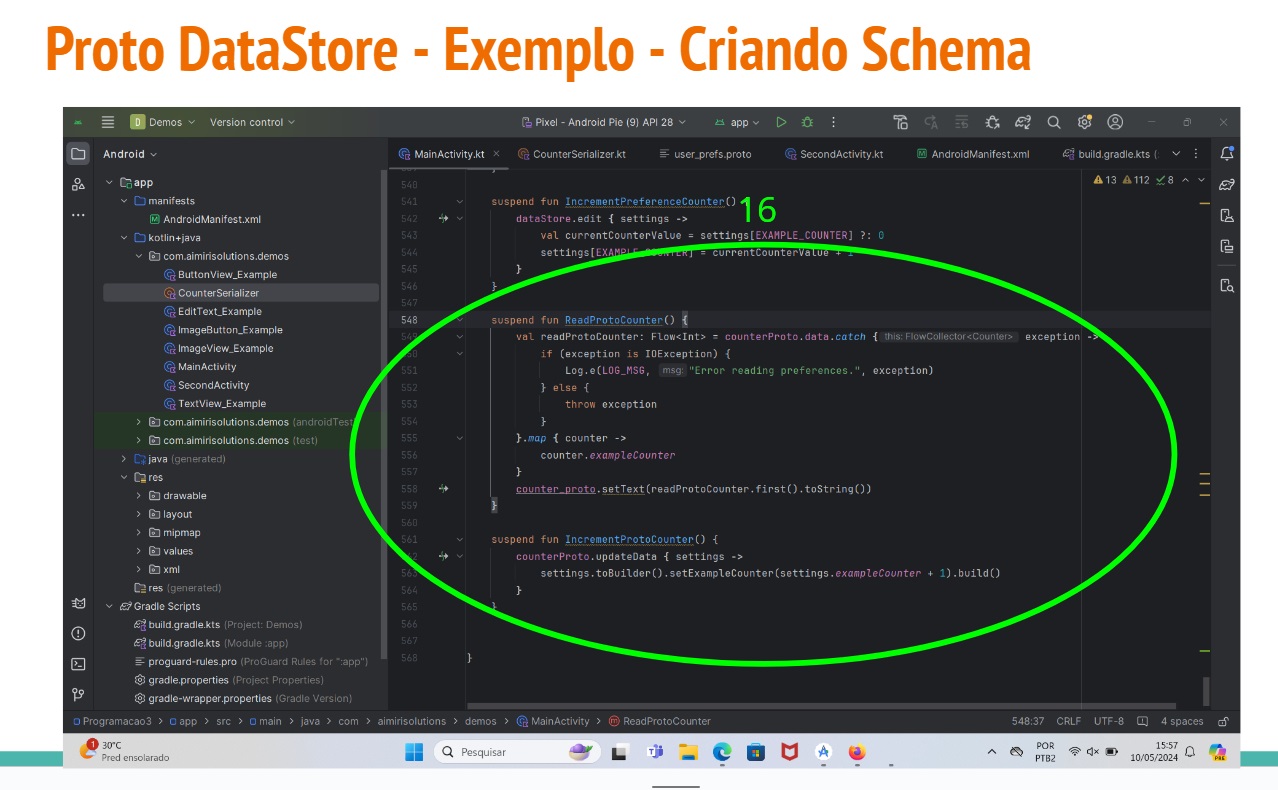 Proto DataStore - Exemplo - Criando Schema
D Demos
Version control
Pixel - Android Pie (9) API 28
app
Android
MainActivity.kt
CounterSerializer.kt
user_prefs.proto
SecondActivity.kt
AndroidManifest.xml
build.gradle.kts (:
app
manifests
AndroidManifest.xml
kotlin+java
com.aimirisolutions.demos
ButtonView_Example
CounterSerializer
EditText_Example
ImageButton_Example
ImageView_Example
MainActivity
SecondActivity
TextView_Example
com.aimirisolutions.demos (androidTest
com.aimirisolutions.demos (test)
java (generated)
res
drawable
layout
mipmap
values
xml
res (generated)
Gradle Scripts
build.gradle.kts (Project: Demos)
build.gradle.kts (Module :app)
proguard-rules.pro (ProGuard Rules for ":app")
gradle.properties (Project Properties)
gradle-wrapper.properties (Gradle Version)
13 112 8
16
540
541 suspend fun IncrementPreferenceCounter()
542 dataStore.edit { settings ->
543 val currentCounterValue = settings[EXAMPLE_COUNTER] ?: 0
544 settings[EXAMPLE_COUNTER] = currentCounterValue + 1
545 }
546 }
547
548 suspend fun ReadProtoCounter() {
549 val readProtoCounter: Flow<Int> = counterProto.data.catch { this: FlowCollector<Counter> exception ->
550 if (exception is IOException) {
551 Log.e(LOG_MSG, msg: "Error reading preferences.", exception)
552 } else {
553 throw exception
554 }
555 }.map { counter ->
556 counter.exampleCounter
557 }
558 counter_proto.setText(readProtoCounter.first().toString())
559 }
560
561 suspend fun IncrementProtoCounter() {
562 counterProto.updateData { settings ->
563 settings.toBuilder().setExampleCounter(settings.exampleCounter + 1).build()
564 }
565 }
566
567
568 }
Programacao3 > app > src > main > java > com > aimirisolutions > demos > MainActivity > ReadProtoCounter
548:37 CRLF UTF-8 4 spaces
1
30°C
Pred ensolarado
Pesquisar
POR
PTB2
15:57
10/05/2024
PRE